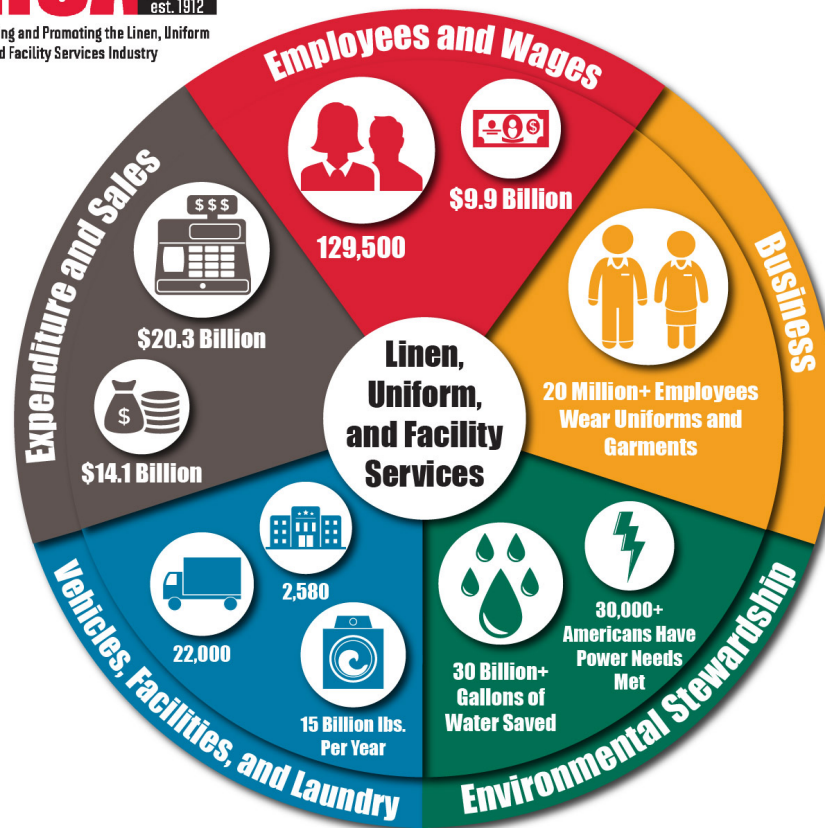 est. 1912
and Promoting the Linen, Uniform
Facility Services Industry
Employees and Wages
129,500
$9.9 Billion
Business
20 Million+ Employees
Wear Uniforms and
Garments
Expenditure and Sales
$$$
$20.3 Billion
$
$14.1 Billion
Linen,
Uniform,
and Facility
Services
Vehicles, Facilities, and Laundry
2,580
22,000
15 Billion lbs.
Per Year
Environmental Stewardship
30 Billion+
Gallons of
Water Saved
30,000+
Americans Have
Power Needs
Met